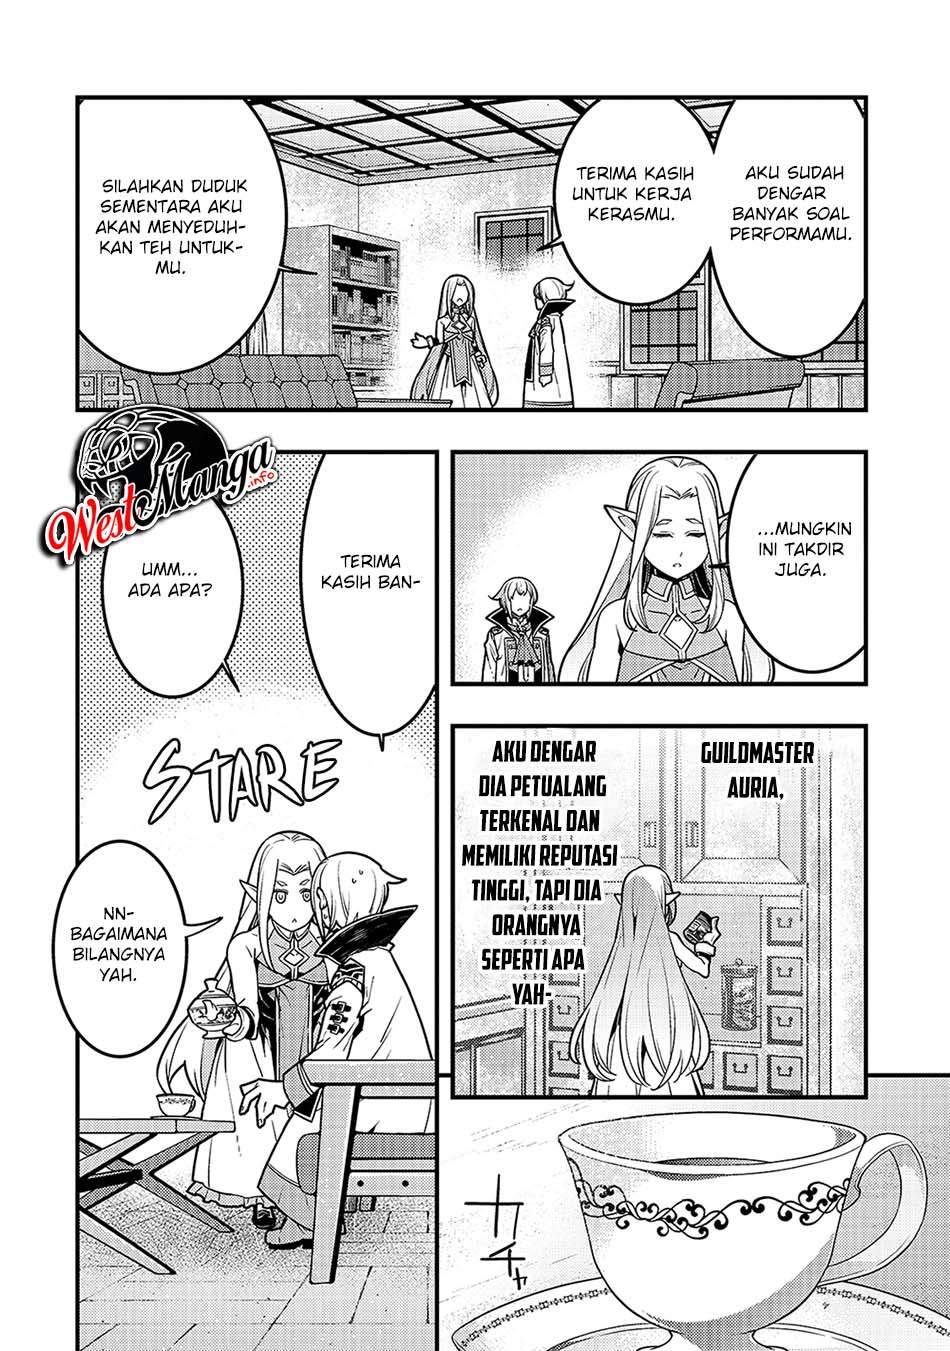 AKU SUDAH
DENGAR
BANYAK SOAL
PERFORMAMU.
TERIMA KASIH
UNTUK KERJA
KERASMU.
SILAHKAN DUDUK
SEMENTARA AKU
AKAN MENYEDUH-
KAN TEH UNTUK-
MU.
...MUNGKIN
INI TAKDIR
JUGA.
GUILDMASTER
AURIA,
AKU DENGAR
DIA PETUALANG
TERKENAL DAN
MEMILIKI REPUTASI
TINGGI, TAPI DIA
ORANGNYA
SEPERTI APA
YAH-
カチャ
TERIMA
KASIH BAN-
UMM...
ADA APA?
STARE
NN-
BAGAIMANA
BILANGNYA
YAH.
WestManga
.info